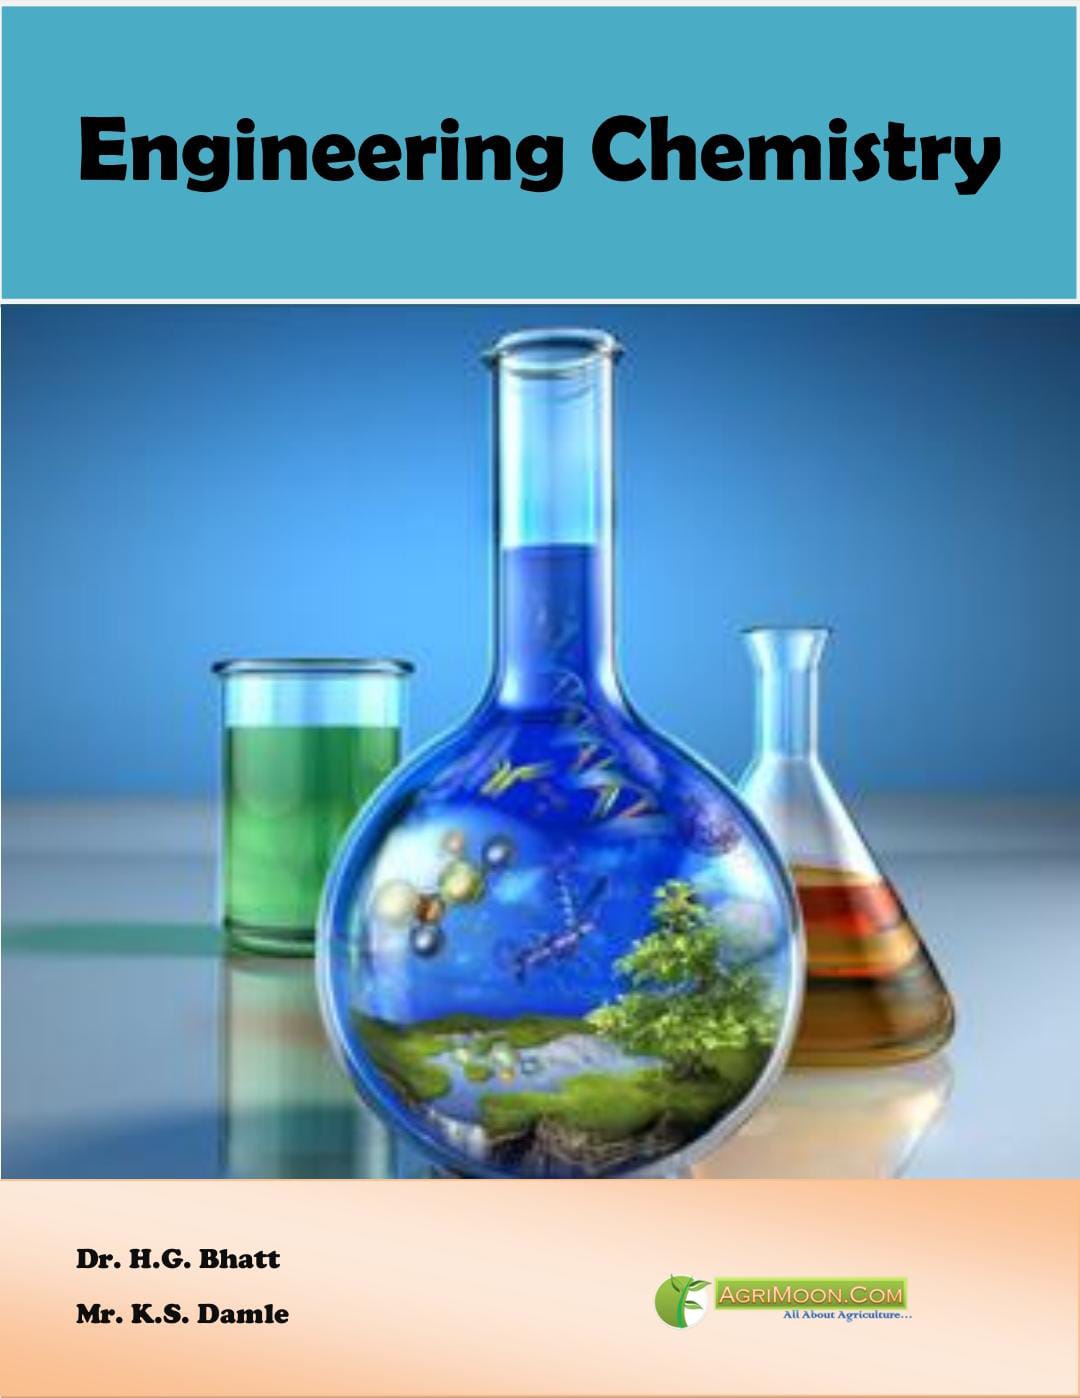 Engineering Chemistry
Dr. H.G. Bhatt
Mr. K.S. Damle
AGRIMOON.COM
All About Agriculture...